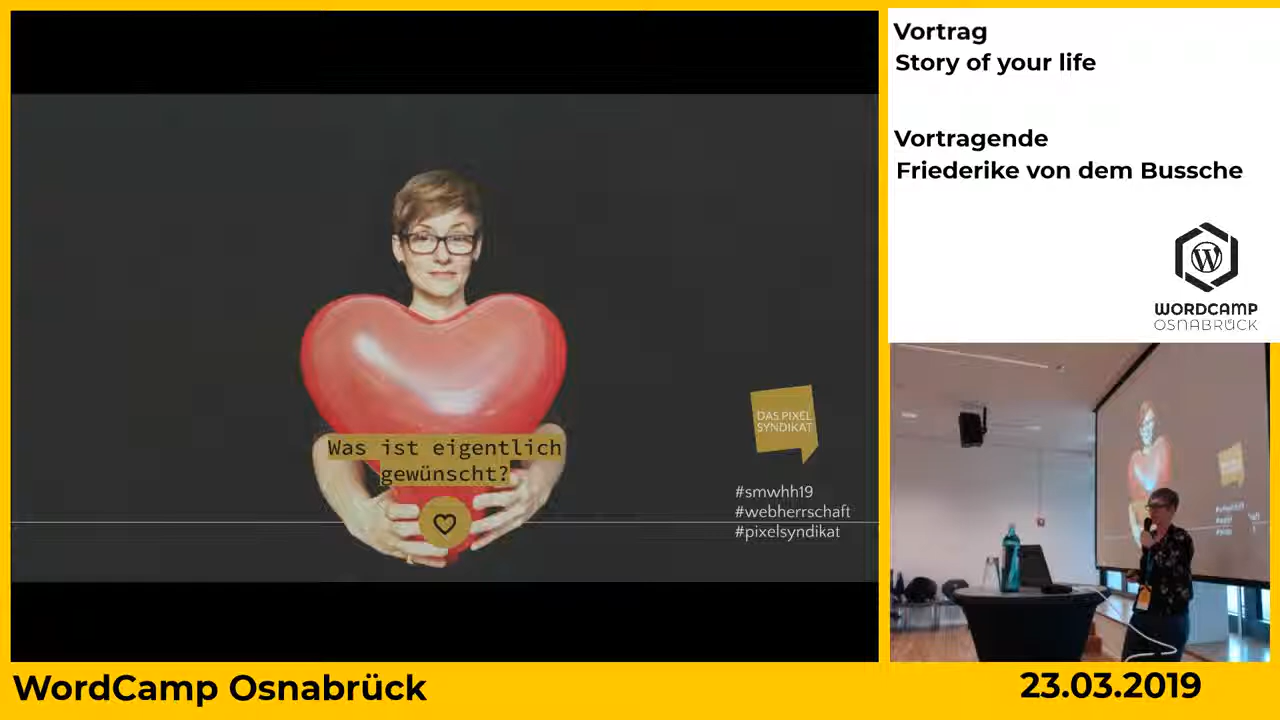 Was ist eigentlich
gewünscht?
DAS PIXEL
SYNDIKAT
#smwhh19
#webherrschaft
#pixelsyndikat
Vortrag
Story of your life
Vortragende
Friederike von dem Bussche
W
WORDCAMP
OSNABRÜCK
WordCamp Osnabrück
23.03.2019